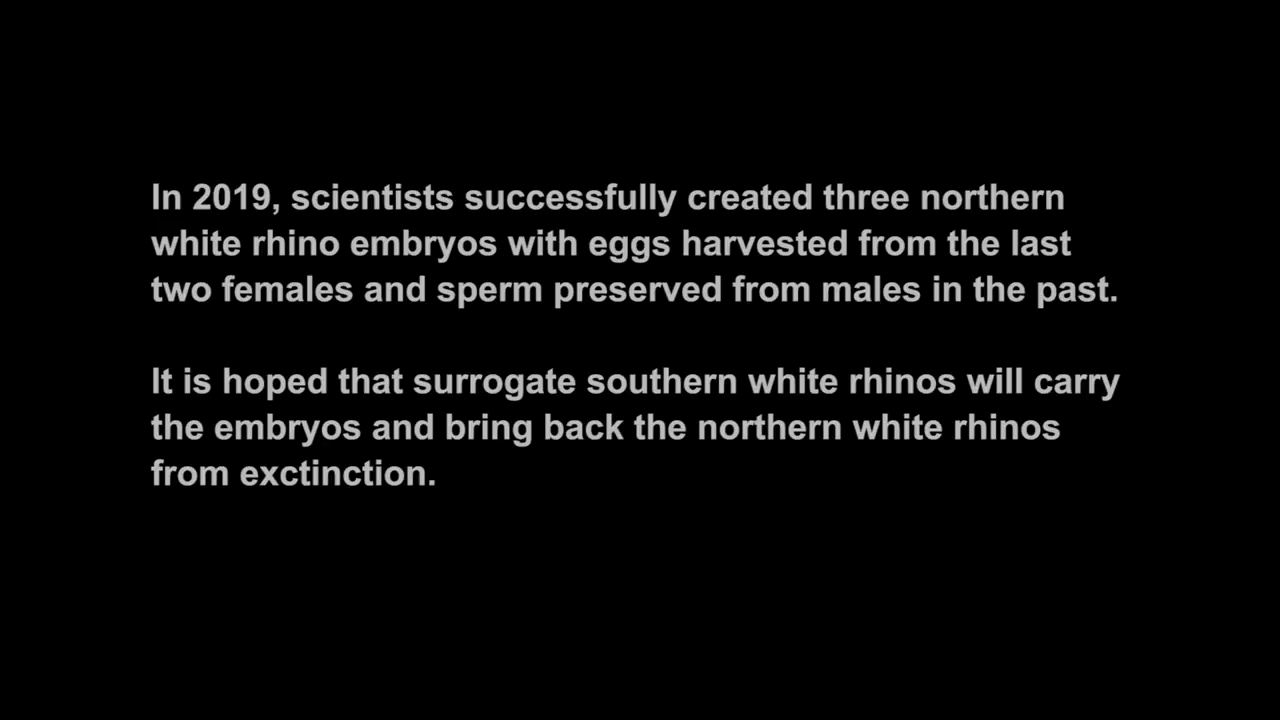 In 2019, scientists successfully created three northern
white rhino embryos with eggs harvested from the last
two females and sperm preserved from males in the past.
It is hoped that surrogate southern white rhinos will carry
the embryos and bring back the northern white rhinos
from exctinction.